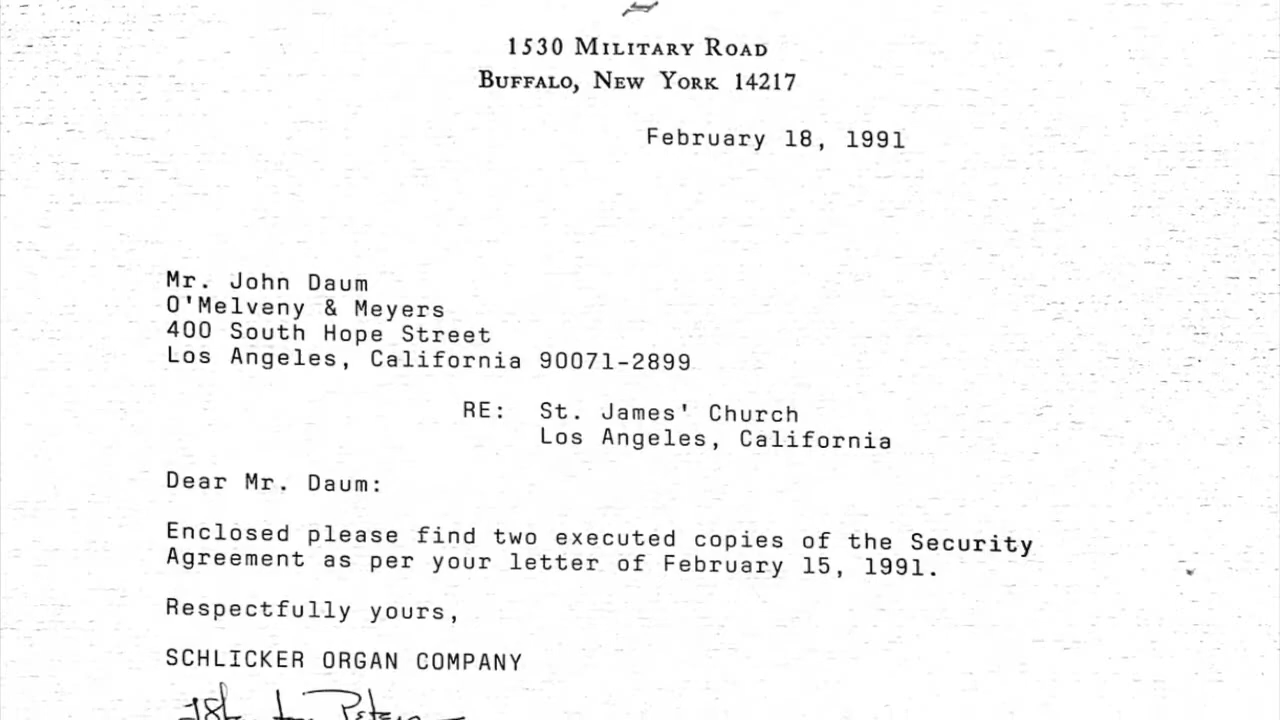 1530 Military Road
Buffalo, New York 14217
February 18, 1991
Mr. John Daum
O'Melveny & Meyers
400 South Hope Street
Los Angeles, California 90071-2899
RE: St. James' Church
Los Angeles, California
Dear Mr. Daum:
Enclosed please find two executed copies of the Security
Agreement as per your letter of February 15, 1991.
Respectfully yours,
SCHLICKER ORGAN COMPANY